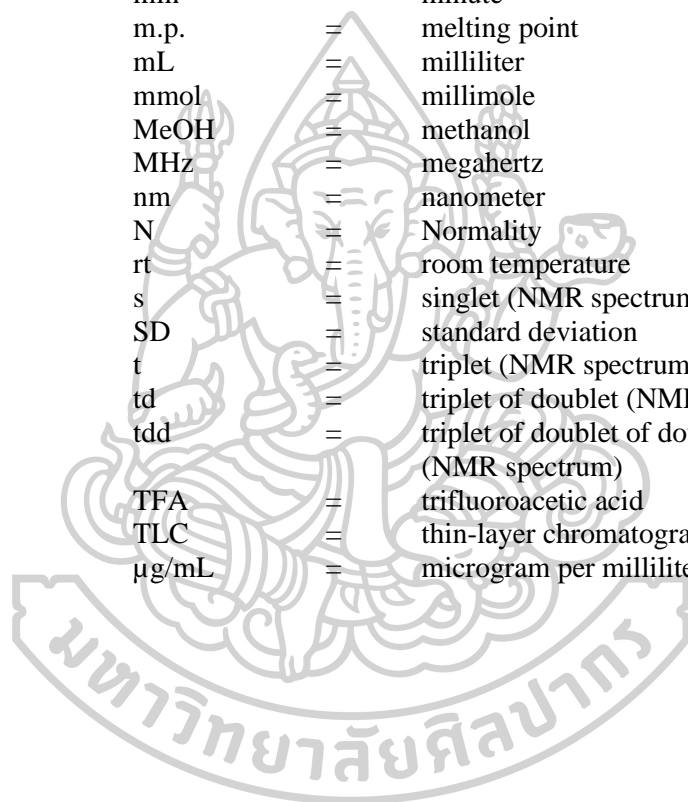 minute
m.p. = melting point
mL = milliliter
mmol = millimole
MeOH = methanol
MHz = megahertz
nm = nanometer
N = Normality
rt = room temperature
s = singlet (NMR spectrum
SD = standard deviation
t = triplet (NMR spectrum
td = triplet of doublet (NM
tdd = triplet of doublet of do
(NMR spectrum)
TFA = trifluoroacetic acid
TLC = thin-layer chromatogra
µg/mL = microgram per millilite
มหาวิทยาลัยศิลปากร